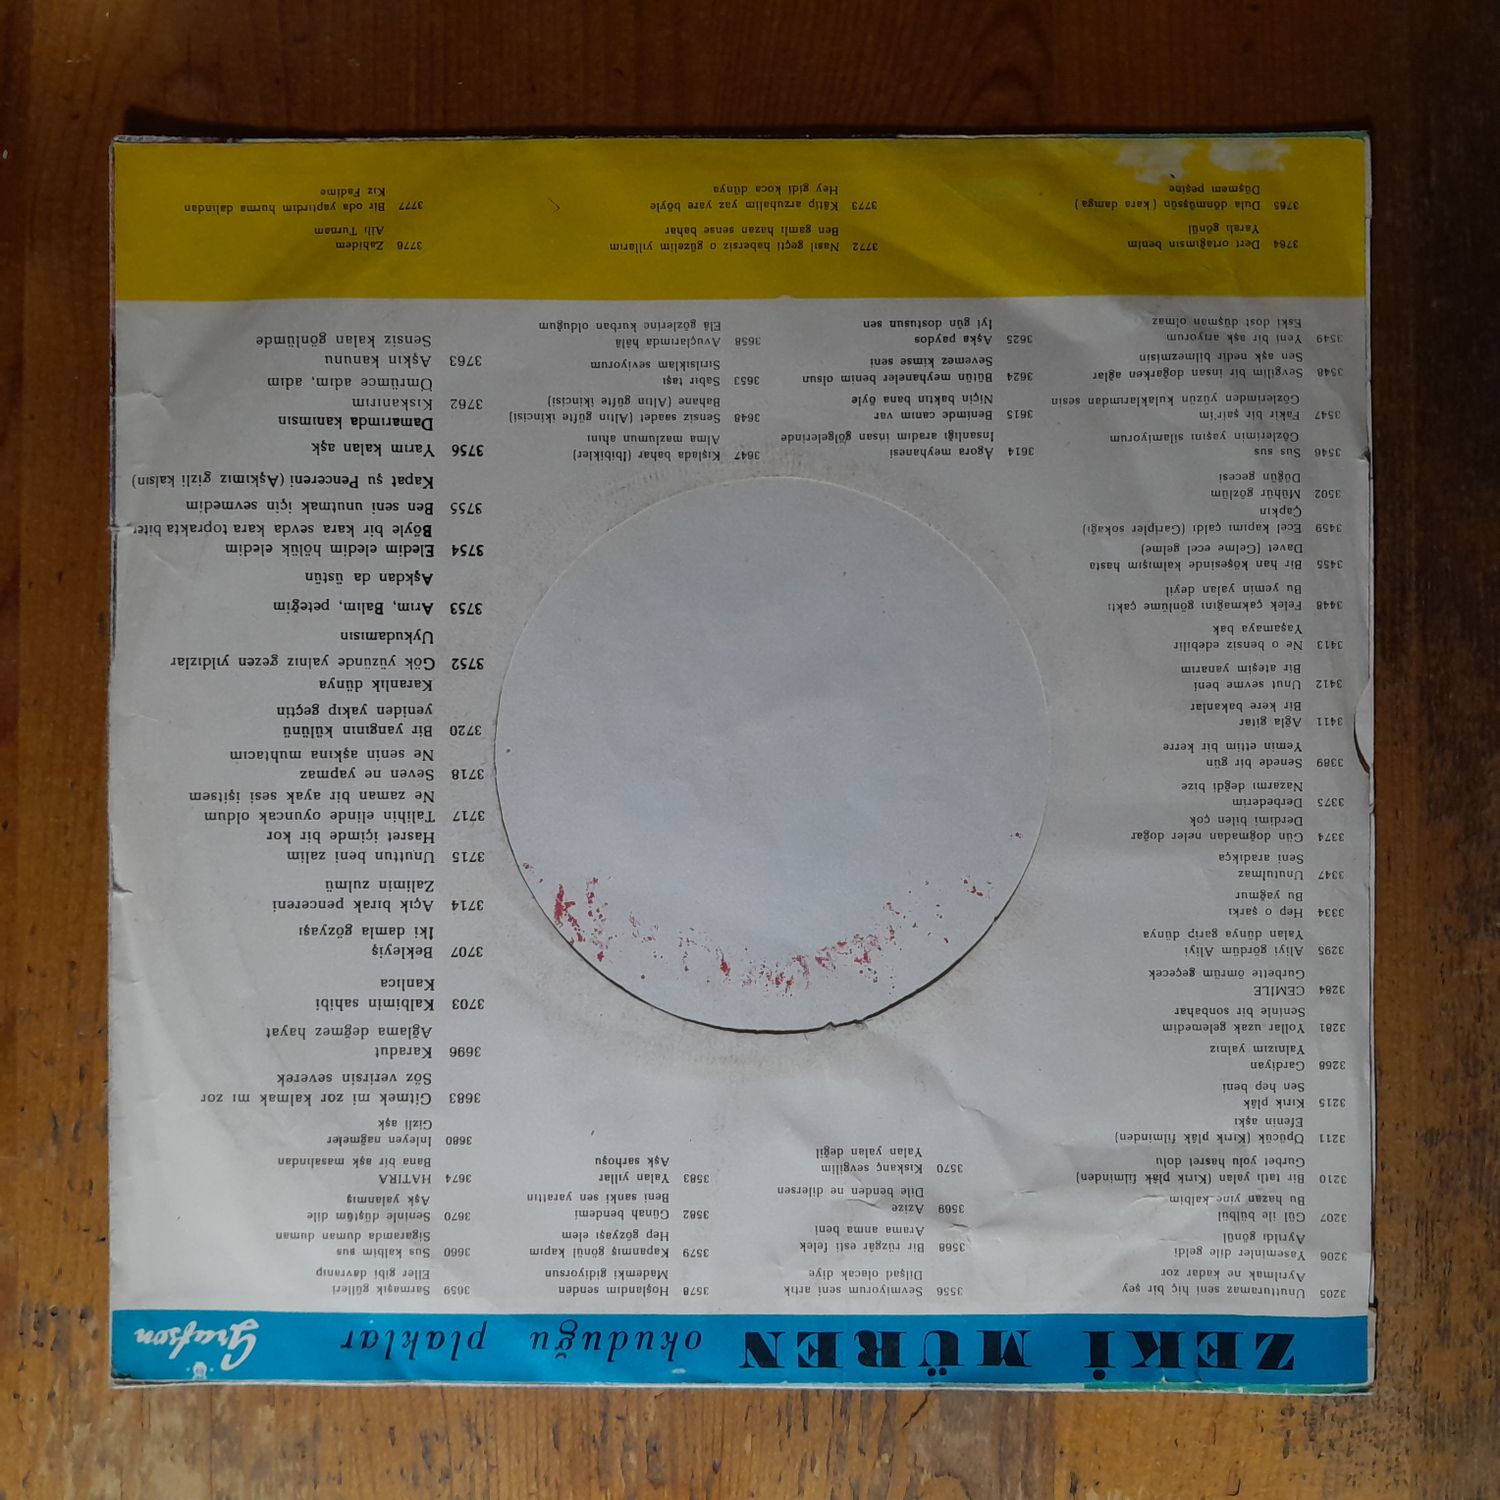 ZEKİ MÜREN okuduğu plaklar Grafson
3205 Unutturamaz seni hiç bir şey
Ayrılmak ne kadar zor
3206 Yaseminler dile geldi
Ayrıldı gönül
3207 Gül ile bülbül
Bu hazan yine kalbim
3210 Bir tatlı yalan (Kırık plâk filminden)
Gurbet yolu hasret dolu
3211 Üpücük (Kırık plâk filminden)
Efenin aşkı
3215 Kırık plâk
Sen hep beni
3268 Gardiyan
Yalnızım yalnız
3281 Yollar uzak gelemedim
Seninle bir sonbahar
3284 CEMİLE
Gurbette ömrüm geçecek
3295 Aliyi gördüm Aliyi
Yalan dünya garip dünya
3334 Hep o şarkı
Bu yağmur
3347 Unutulmaz
Seni aradıkça
3374 Gün doğmadan neler doğar
Derdimi bilen çok
3375 Derbederim
Nazarmı değdi bize
3389 Senede bir gün
Yemin ettim bir kerre
3411 Ağla gitar
Bir kere bakanlar
3412 Unut sevme beni
Bir ateşim yanarım
3413 Ne o bensiz edebilir
Yaşamaya bak
3448 Felek çakmağını gönlüme çaktı
Bu yemin yalan deyil
3455 Bir han köşesinde kalmışım hasta
Davet (Gelme ecel gelme)
3459 Ecel kapımı çaldı (Garipler sokağı)
Çapkın
3502 Mühür gözlüm
Düğün gecesi
3546 Sus sus
Gözlerimin yaşını silamıyorum
3547 Fakir bir şair'im
Gözlerimden yüzün kulaklarımdan sesin
3548 Sevgilim bir insan doğarken ağlar
Sen aşk nedir bilmezmisin
3549 Yeni bir aşk arıyorum
Eski dost düşman olmaz
3556 Sevmiyorum seni artık
Dilşad olacak diye
3568 Bir rüzgâr esti felek
Arama anma beni
3569 Azize
Dile benden ne dilersen
3570 Kıskanç sevgilim
Yalan yalan değil
3578 Hoşlandım senden
Mademki gidiyorsun
3579 Kapanmış gönül kapım
Hep gözyaşı elem
3582 Günah bendemi
Beni sanki sen yarattın
3583 Yalan yıllar
Aşk sarhoşu
3614 Agora meyhanesi
İnsanlığı aradım insan gölgelerinde
3615 Benimde canım var
Niçin baktın bana öyle
3624 Bütün meyhaneler benim olsun
Sevemez kimse seni
3625 Aşka paydos
İyi gün dostusun sen
3647 Kışlada bahar (İbibikler)
Alma mazlumun ahını
3648 Sensiz saadet (Altın güfte ikincisi)
Bahane (Altın güfte ikincisi)
3653 Sabır taşı
Sırılsıklam seviyorum
3658 Avuçlarımda hâlâ
Elâ gözlerine kurban olduğum
3659 Sarmaşık gülleri
Eller gibi davranıp
3660 Sus kalbim sus
Sigaramda duman duman
3670 Seninle düştüm dile
Aşk yalanmış
3674 HATIRA
Bana bir aşk masalından
3680 İnleyen nağmeler
Gizli aşk
3683 Gitmek mi zor kalmak mı zor
Söz verirsin severek
3696 Karadut
Ağlama değmez hayat
3703 Kalbimin sahibi
Kanlıca
3707 Bekleyiş
İki damla gözyaşı
3714 Açık bırak pencereni
Zalimin zulmü
3715 Unuttun beni zalim
Hasret içimde bir kor
3717 Talihin elinde oyuncak oldum
Ne zaman bir ayak sesi işitsem
3718 Seven ne yapmaz
Ne senin aşkına muhtacım
3720 Bir yangının külünü
yeniden yakıp geçtin
Karanlık dünya
3752 Gök yüzünde yalnız gezen yıldızlar
Uykudamısın
3753 Arım, Balım, peteğim
Aşkdan da üstün
3754 Eledim eledim hölük eledim
Böyle bir kara sevda kara toprakta biter
3755 Ben seni unutmak için sevmedim
Kapat şu Pencereni (Aşkımız gizli kalsın)
3756 Yarım kalan aşk
Damarımda kanımsın
3762 Kıskanırım
Ömrümce adım, adım
3763 Aşkın kanunu
Sensiz kalan gönlümde
3764 Dert ortağımsın benim
Yaralı gönül
3765 Dula dönmüşsün ( kara damga )
Düşmem peşine
3772 Nasıl geçti habersiz o güzelim yıllarım
Ben gamlı hazan sense bahar
3773 Kâtip arzuhalim yaz yare böyle
Hey gidi koca dünya
3776 Zahidem
Allı Turnam
3777 Bir oda yaptırdım hurma dalından
Kız Fadime